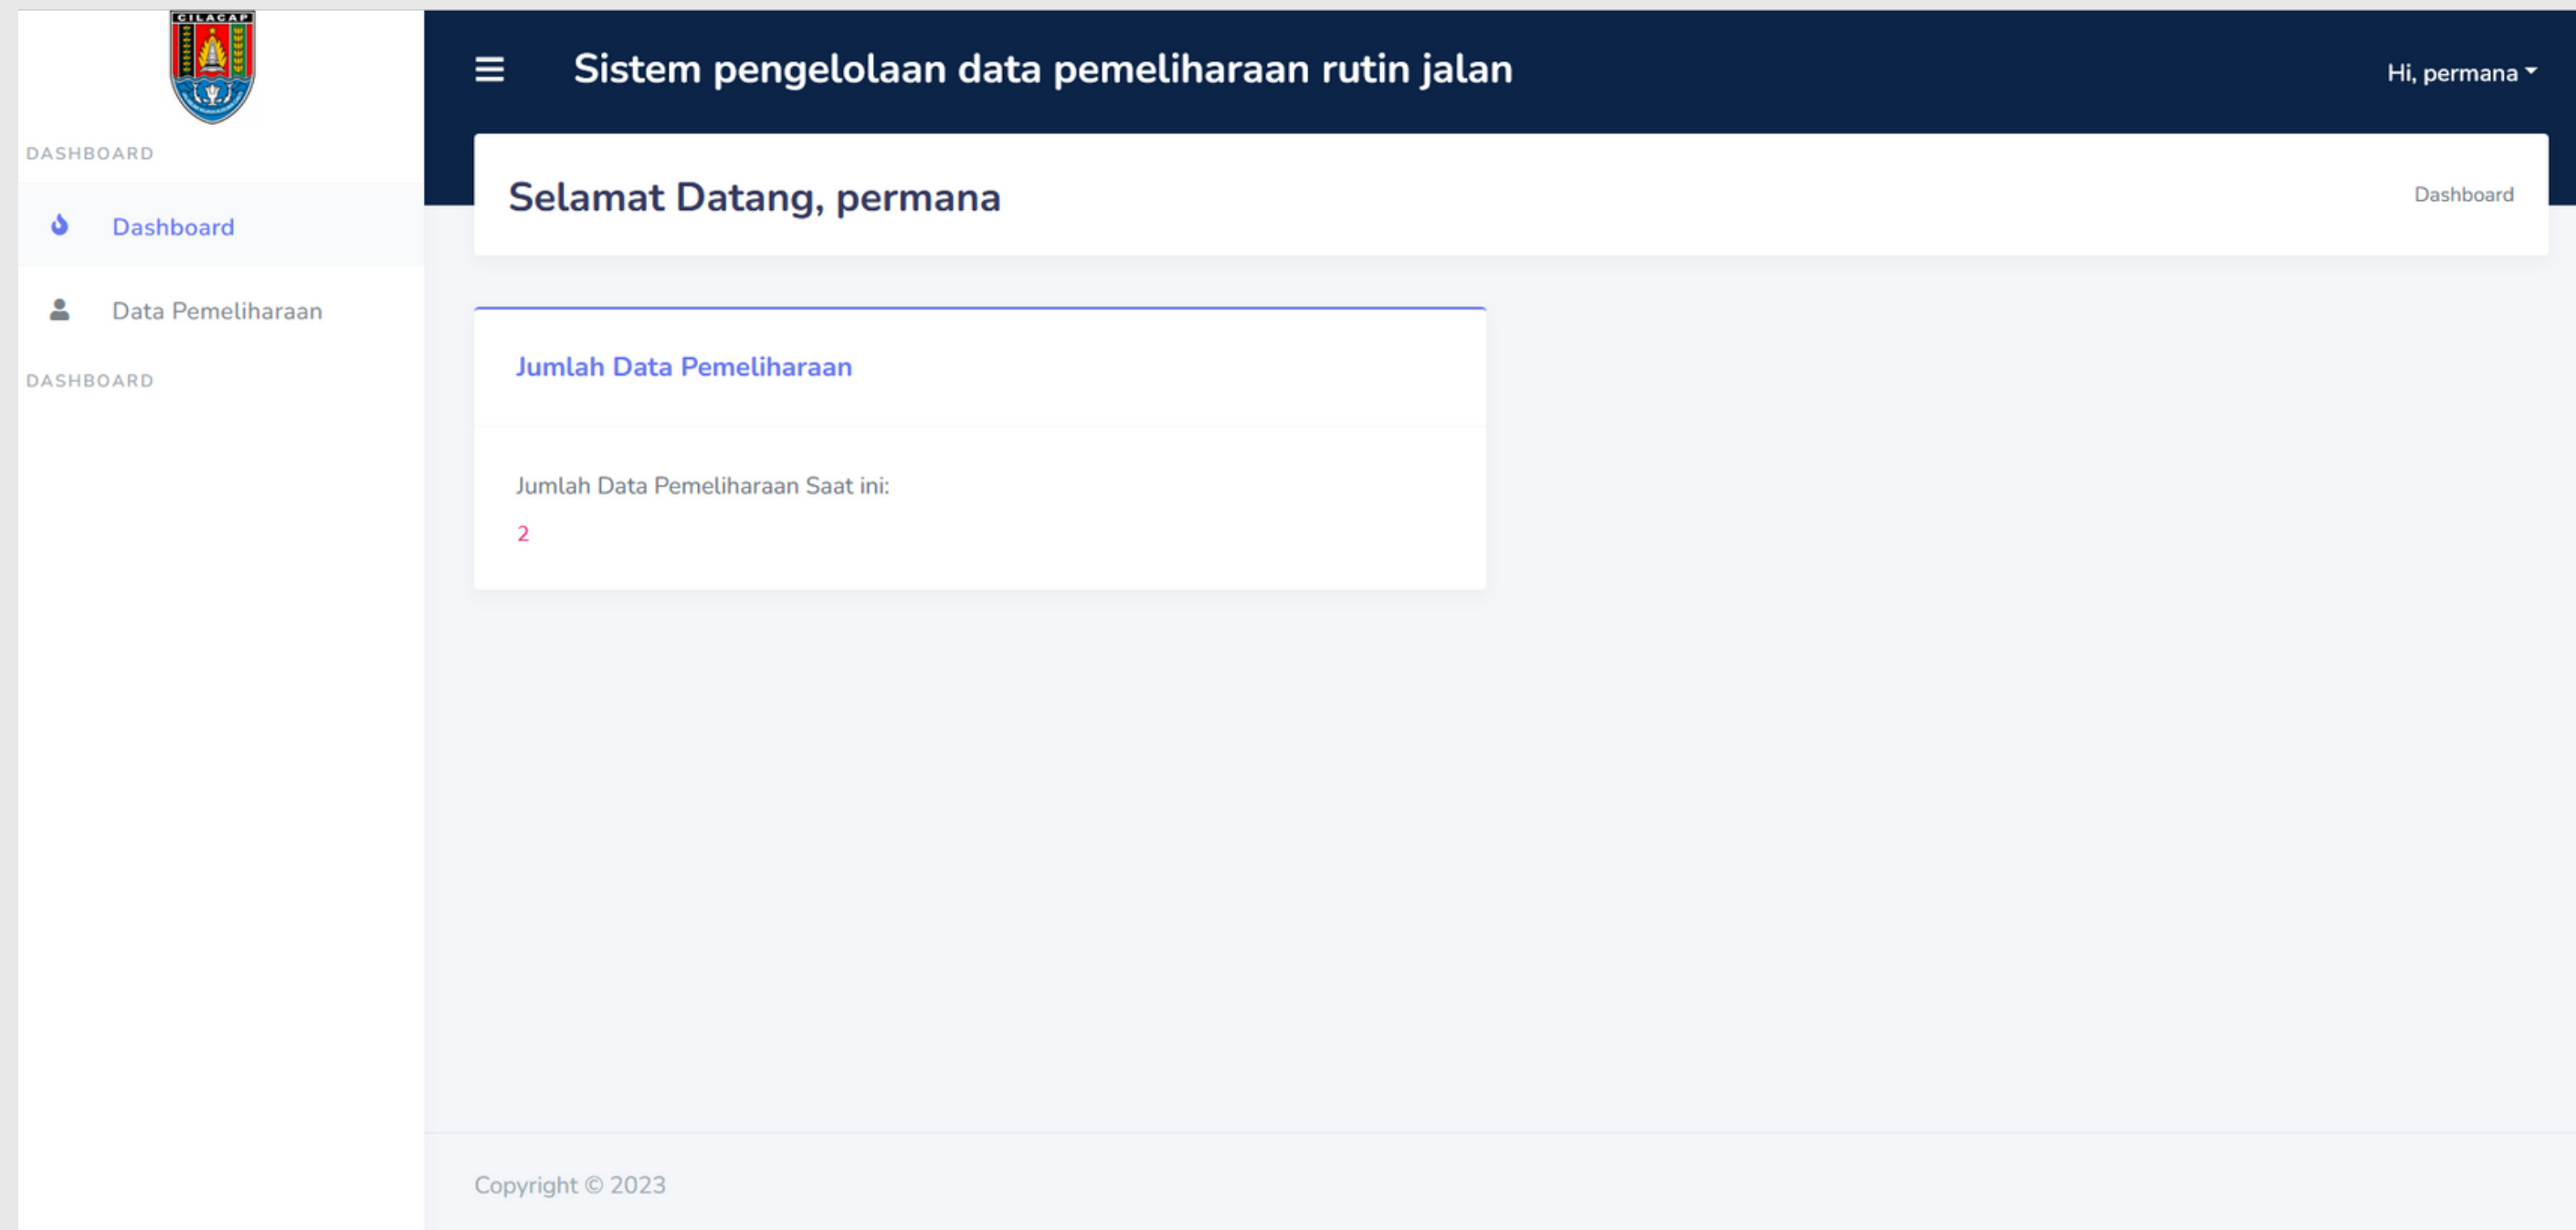 CILACAP
DASHBOARD
Dashboard
Data Pemeliharaan
DASHBOARD
Sistem pengelolaan data pemeliharaan rutin jalan
Hi, permana
Selamat Datang, permana
Dashboard
Jumlah Data Pemeliharaan
Jumlah Data Pemeliharaan Saat ini:
2
Copyright © 2023